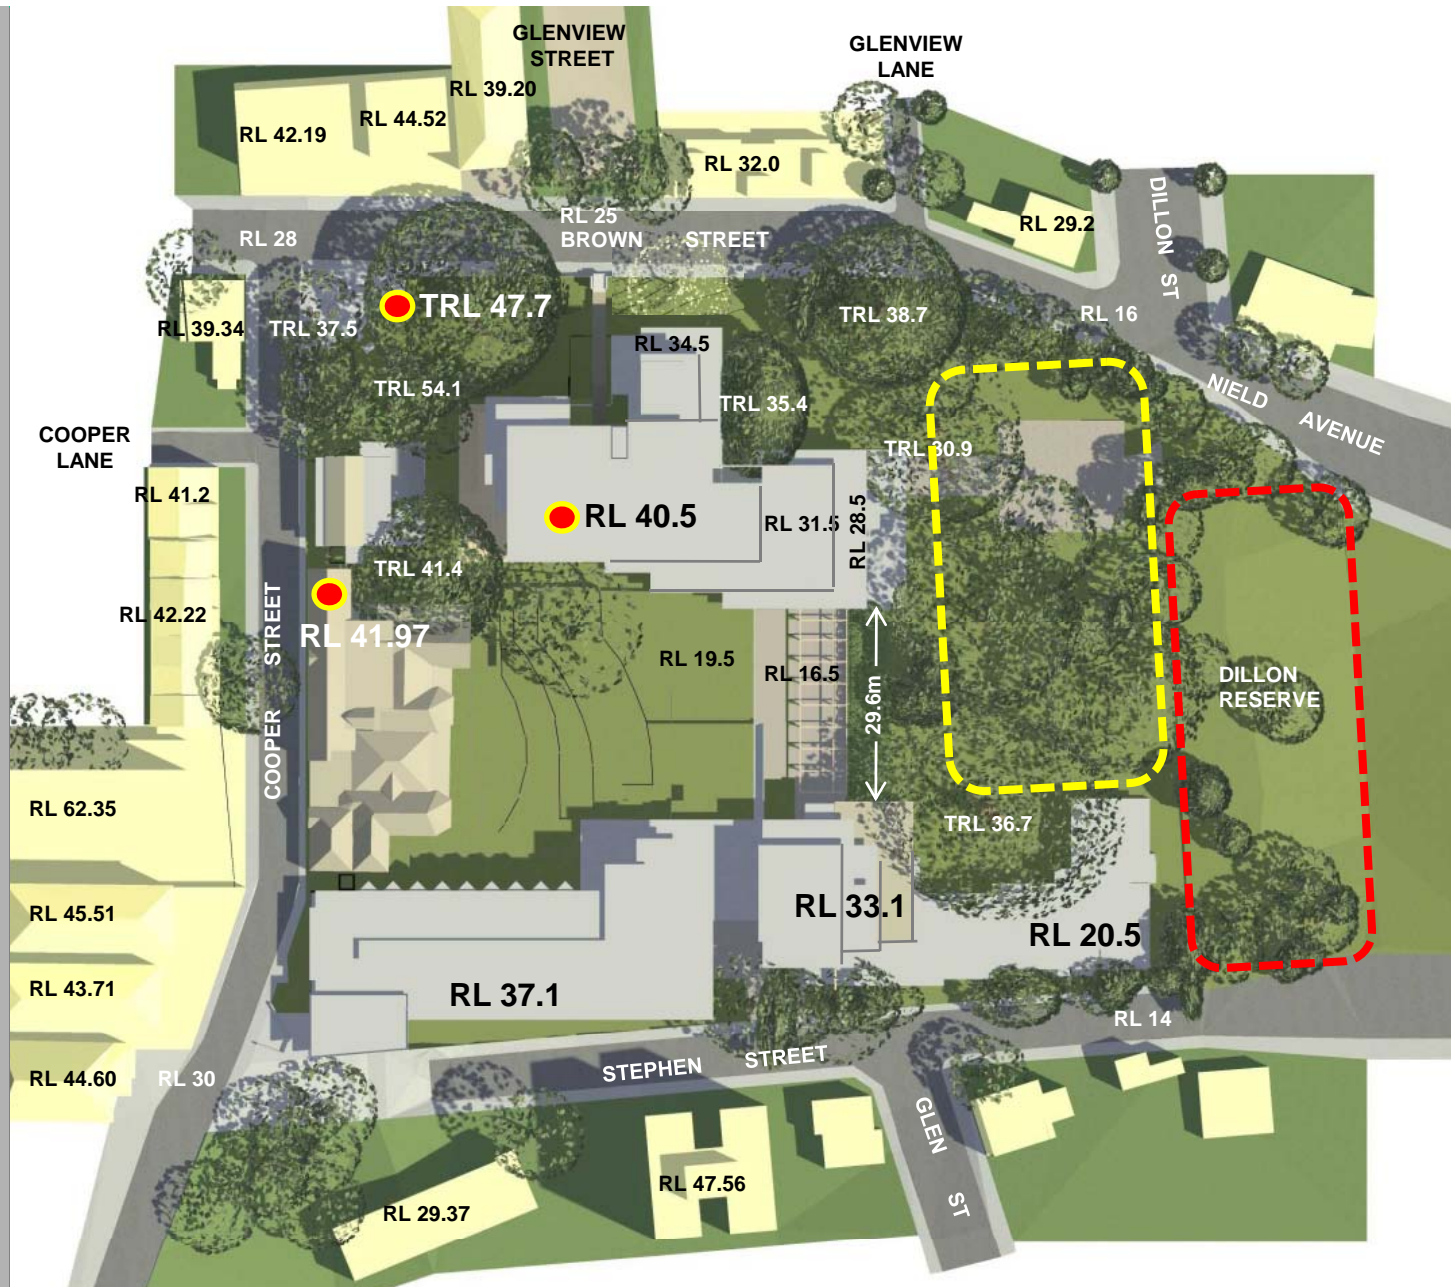 GLENVIEW
STREET
GLENVIEW
LANE
RL 39.20
RL 44.52
RL 42.19
RL 32.0
DILLON ST
RL 29.2
RL 25
BROWN STREET
RL 28
TRL 47.7
RL 39.34
TRL 37.5
TRL 38.7
RL 16
RL 34.5
TRL 54.1
TRL 35.4
NIELD AVENUE
COOPER
LANE
TRL 30.9
RL 41.2
RL 40.5
RL 31.5
RL 28.5
TRL 41.4
RL 42.22
COOPER STREET
RL 41.97
RL 19.5
RL 16.5
29.6m
DILLON
RESERVE
RL 62.35
TRL 36.7
RL 45.51
RL 33.1
RL 20.5
RL 43.71
RL 37.1
RL 14
RL 44.60
RL 30
STEPHEN STREET
GLEN ST
RL 47.56
RL 29.37